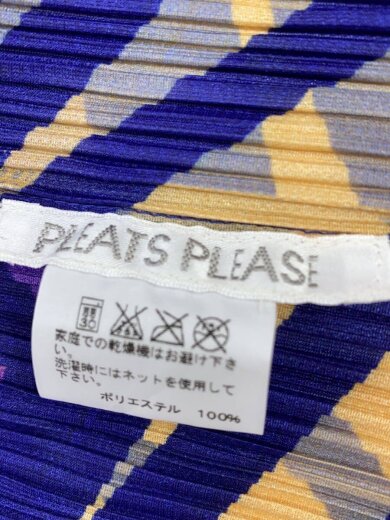 PLEATS PLEASE
弱
30
家庭での乾燥機はお避け下さ
い。
洗濯時にはネットを使用して
下さい。
ポリエステル 100%